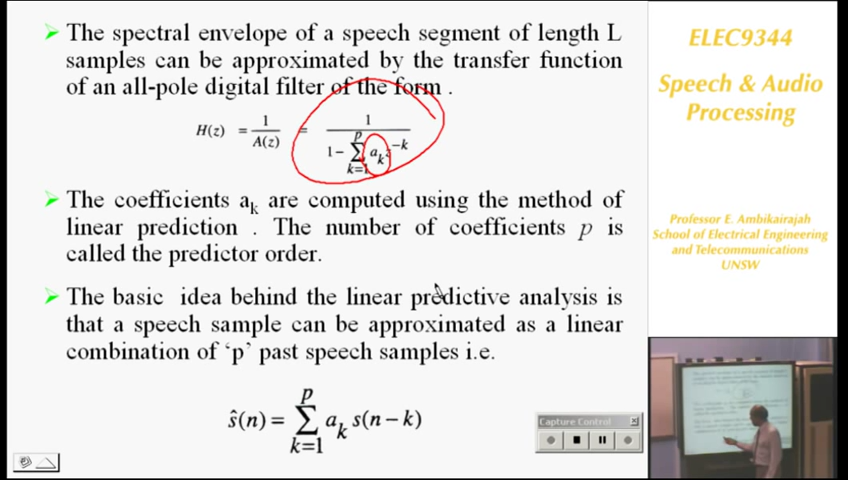 The spectral envelope of a speech segment of length L
samples can be approximated by the transfer function
of an all-pole digital filter of the form .
H(z) = 1/A(z) = 1/(1- ∑_{k=1}^{p} a_k z^{-k})
The coefficients a_k are computed using the method of
linear prediction . The number of coefficients p is
called the predictor order.
The basic idea behind the linear predictive analysis is
that a speech sample can be approximated as a linear
combination of ‘p’ past speech samples i.e.
ŝ(n) = ∑_{k=1}^{p} a_k s(n – k)
ELEC9344
Speech & Audio
Processing
Professor E. Ambikairajah
School of Electrical Engineering
and Telecommunications
UNSW
Capture Control